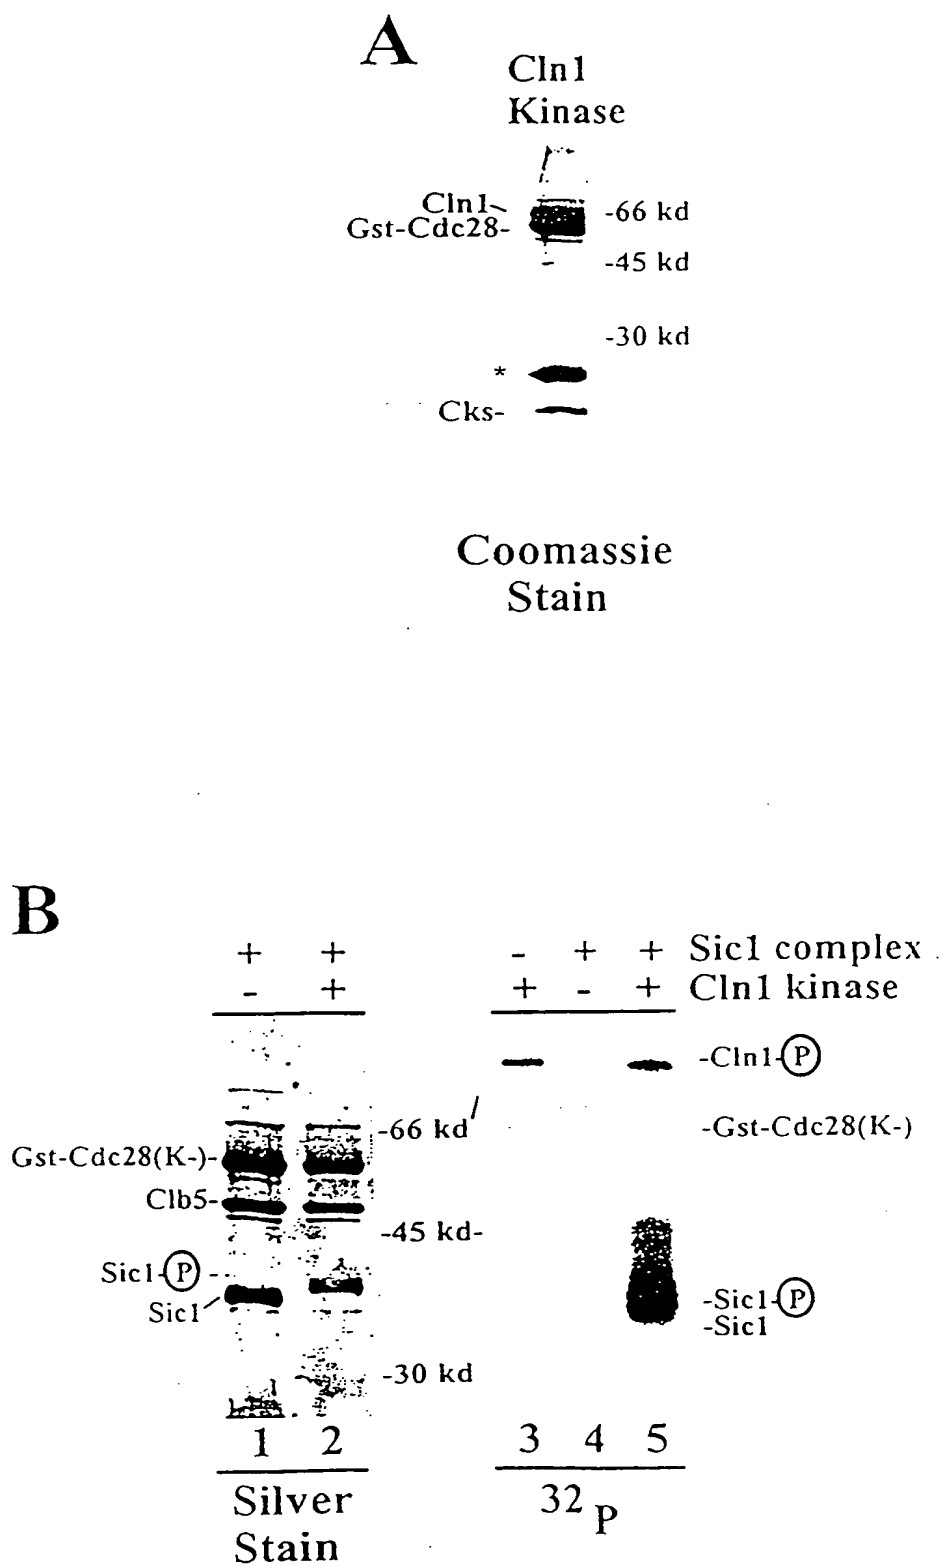 A
Cln1
Kinase
Cln1
Gst-Cdc28-
-66 kd
-45 kd
-30 kd
*
Cks-
Coomassie
Stain
B
+ + - + + Sic1 complex
- + + - + Cln1 kinase
-Cln1-P
-66 kd
-Gst-Cdc28(K-)
Gst-Cdc28(K-)-
Clb5-
-45 kd-
Sic1-P
Sic1
-Sic1-P
-Sic1
-30 kd
1 2 3 4 5
Silver
Stain
32P